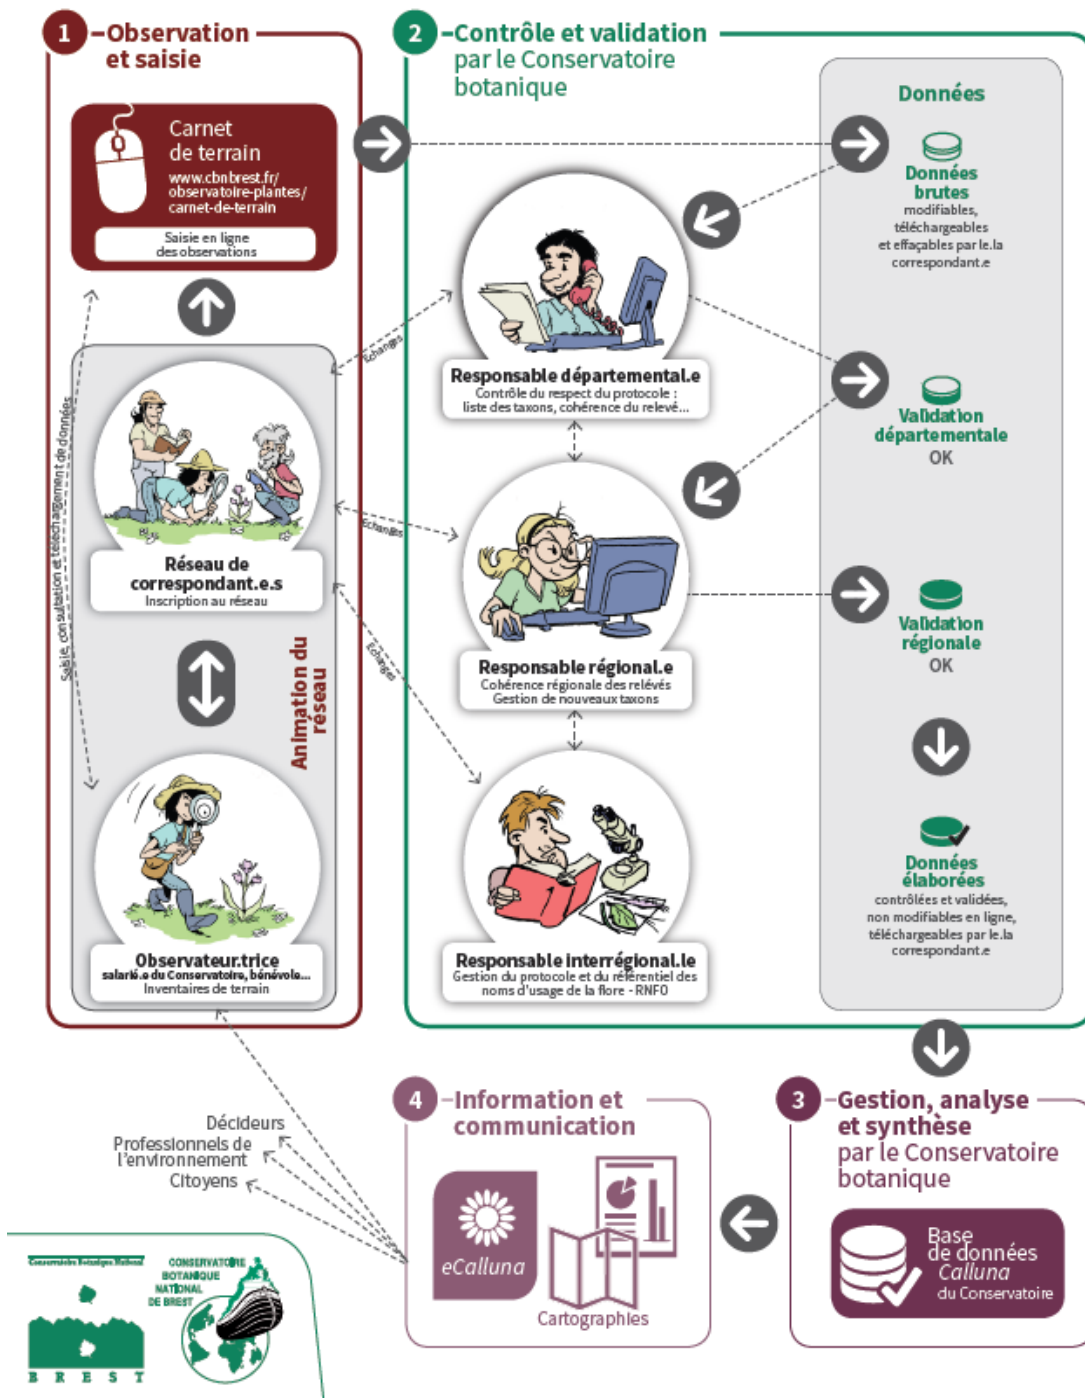 1
Observation
et saisie
Carnet
de terrain
www.cbnbrest.fr/
observatoire-plantes/
carnet-de-terrain
Saisie en ligne
des observations
Saisie, consultation et téléchargement de données
Réseau de
correspondant.e.s
Inscription au réseau
Animation du
réseau
Observateur.trice
salarié.e du Conservatoire, bénévole...
Inventaires de terrain
2
Contrôle et validation
par le Conservatoire
botanique
Echanges
Echanges
Echanges
Responsable départemental.e
Contrôle du respect du protocole :
liste des taxons, cohérence du relevé...
Responsable régional.e
Cohérence régionale des relévés
Gestion de nouveaux taxons
Responsable interrégional.le
Gestion du protocole et du référentiel des
noms d'usage de la flore - RNFO
Données
Données
brutes
modifiables,
téléchargeables
et effaçables par le.la
correspondant.e
Validation
départementale
OK
Validation
régionale
OK
Données
élaborées
contrôlées et validées,
non modifiables en ligne,
téléchargeables par le.la
correspondant.e
3
Gestion, analyse
et synthèse
par le Conservatoire
botanique
Base
de données
Calluna
du Conservatoire
4
Information et
communication
eCalluna
Cartographies
Décideurs
Professionnels de
l'environnement
Citoyens
Conservatoire Botanique National
BREST
CONSERVATOIRE
BOTANIQUE
NATIONAL
DE BREST